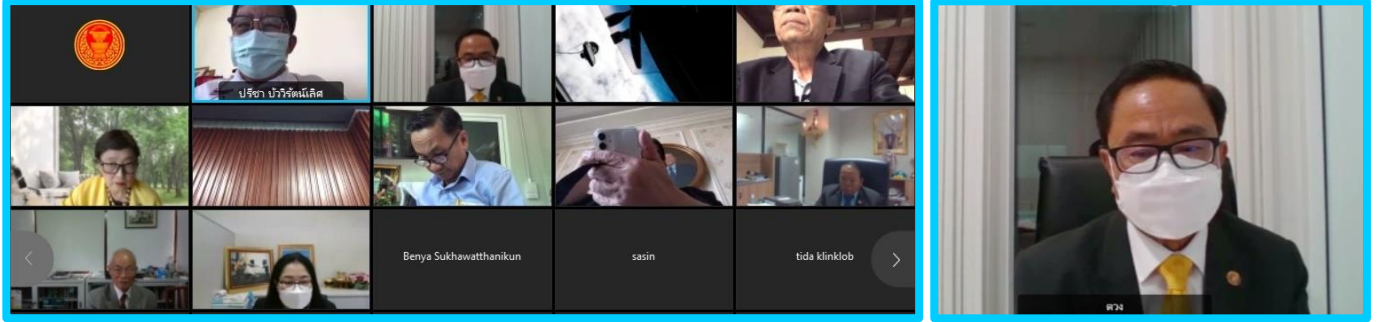 ปรีชา บัววิรัตน์เลิศ
Benya Sukhawatthanikun
sasin
tida klinklob
ตวง